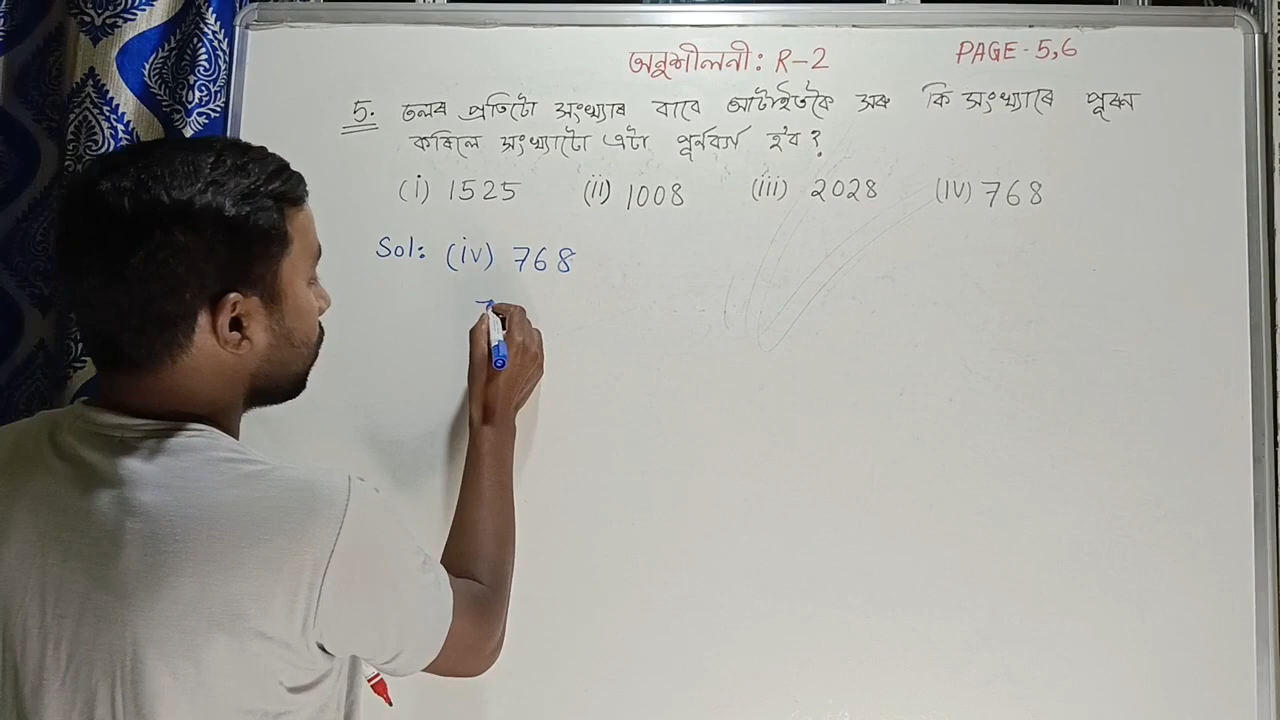 অনুশীলনী: R-2 PAGE-5,6
5. তলৰ প্ৰতিটো সংখ্যাৰ বাবে আটাইতকৈ সৰু কি সংখ্যাৰে পূৰণ
কৰিলে সংখ্যাটো এটা পূৰ্নবৰ্গ হ'ব ?
(i) 1525 (ii) 1008 (iii) 2028 (iv) 768
Sol: (iv) 768